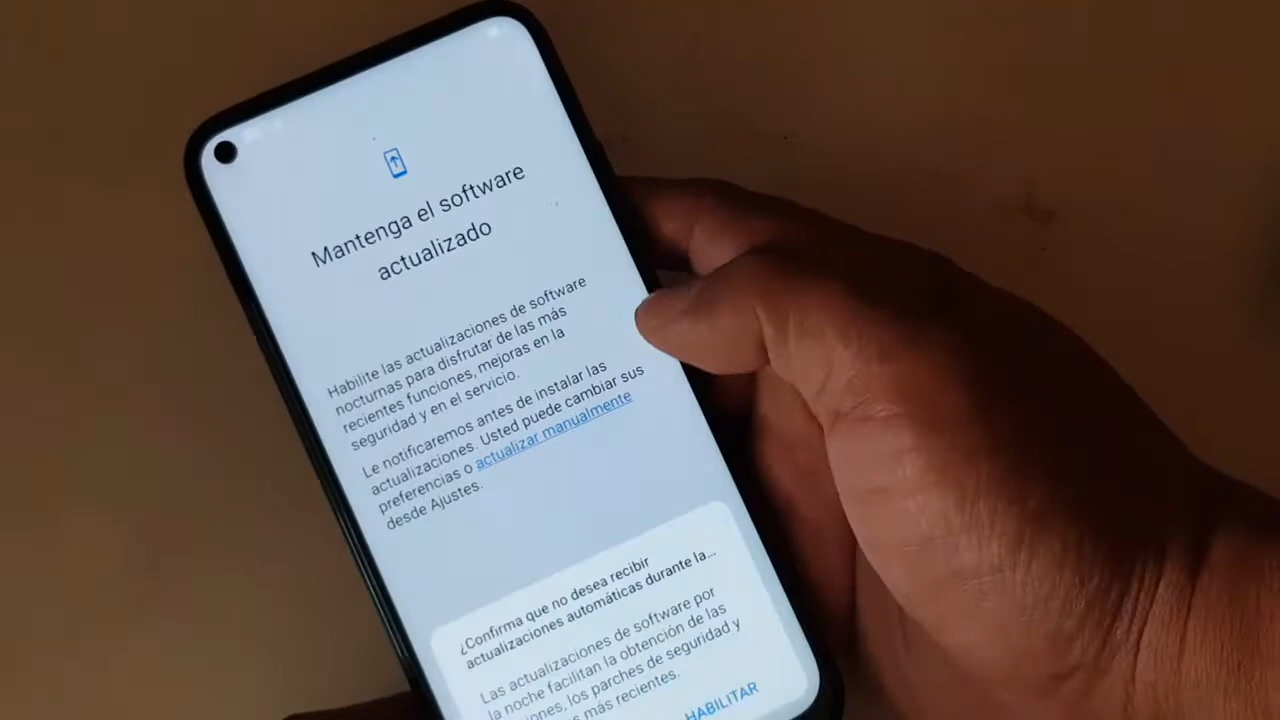 Mantenga el software
actualizado
Habilite las actualizaciones de software
nocturnas para disfrutar de las más
recientes funciones, mejoras en la
seguridad y en el servicio.
Le notificaremos antes de instalar las
actualizaciones. Usted puede cambiar sus
preferencias o actualizar manualmente
desde Ajustes.
¿Confirma que no desea recibir
actualizaciones automáticas durante la...
Las actualizaciones de software por
la noche facilitan la obtención de las
los parches de seguridad y
más recientes.
HABILITAR